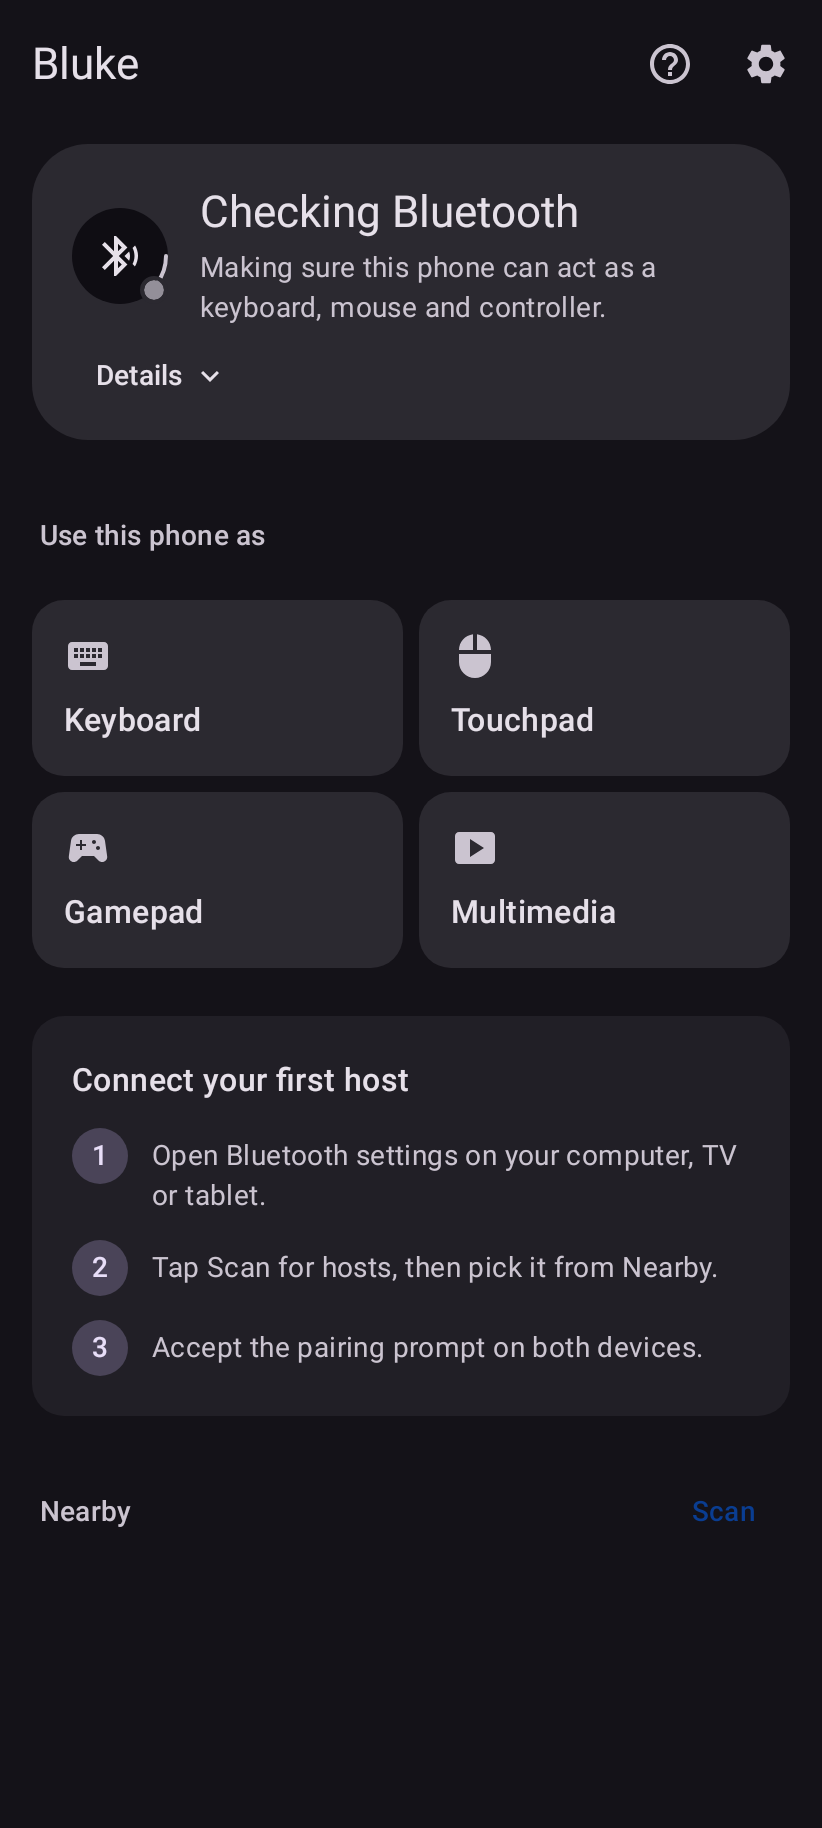 Bluke
Checking Bluetooth
Making sure this phone can act as a
keyboard, mouse and controller.
Details
Use this phone as
Keyboard
Touchpad
Gamepad
Multimedia
Connect your first host
1 Open Bluetooth settings on your computer, TV
or tablet.
2 Tap Scan for hosts, then pick it from Nearby.
3 Accept the pairing prompt on both devices.
Nearby
Scan